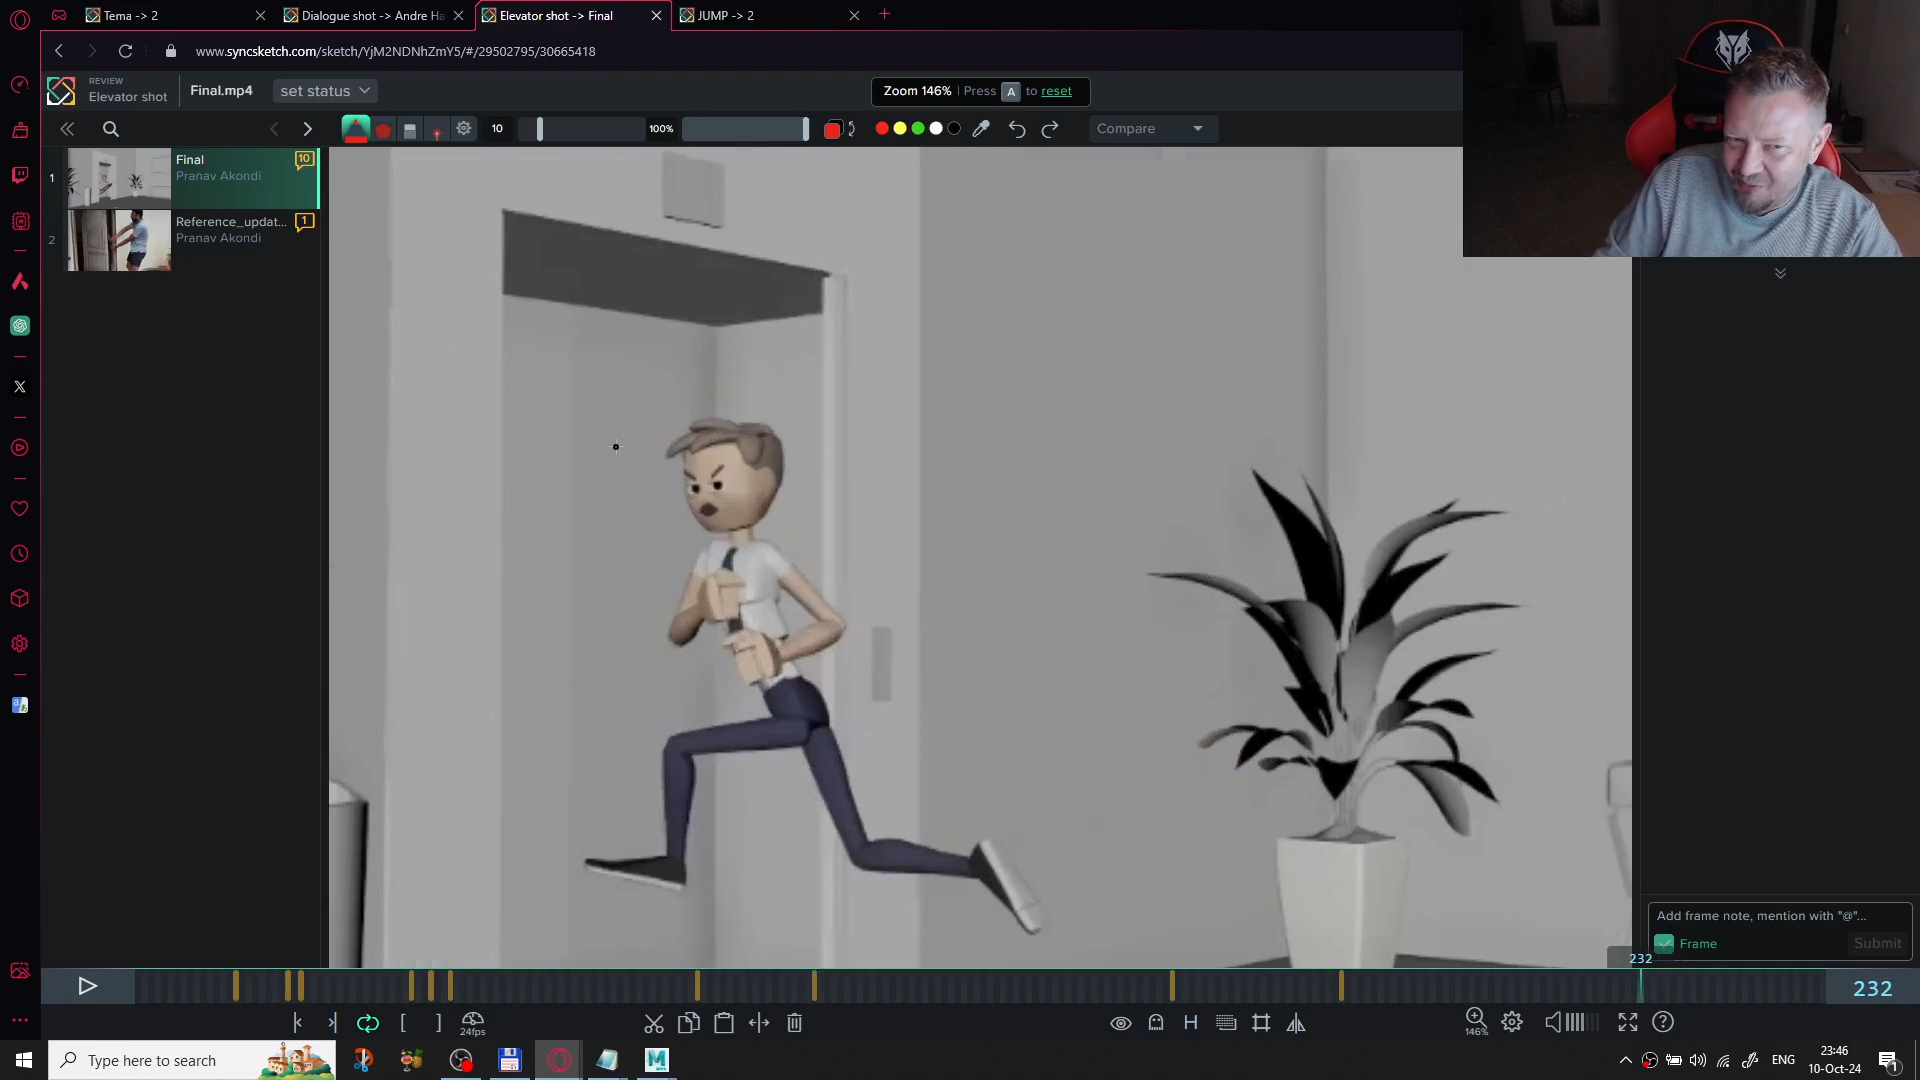 Tema -> 2
Dialogue shot -> Andre Ha
Elevator shot -> Final
JUMP -> 2
www.syncsketch.com/sketch/YjM2NDNhZmY5/#/29502795/30665418
REVIEW
Elevator shot
Final.mp4
set status
Zoom 146% | Press A to reset
10
100%
Compare
1
Final
Pranav Akondi
10
2
Reference_updat...
Pranav Akondi
1
Add frame note, mention with "@"...
Frame
Submit
232
232
24fps
H
146%
Type here to search
ENG
23:46
10-Oct-24
1